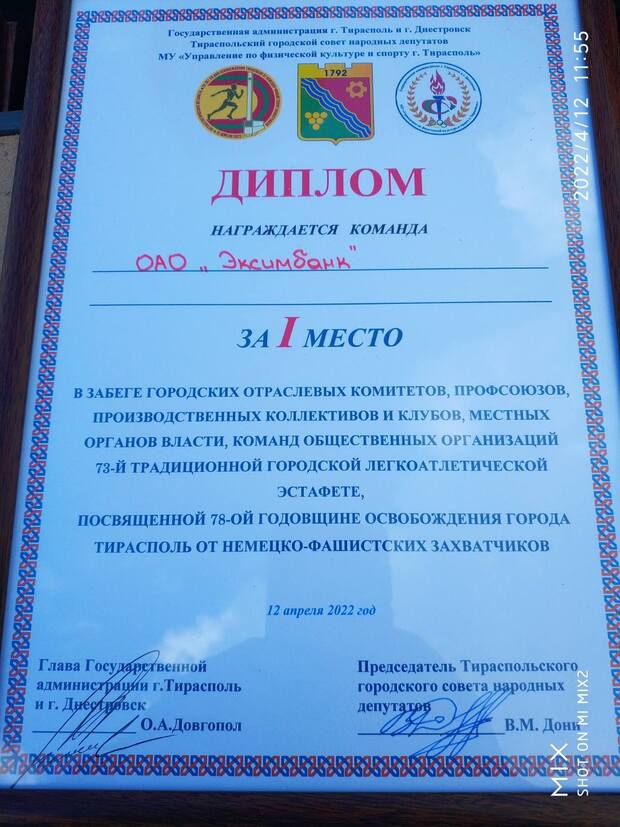 Государственная администрация г. Тирасполь и г. Днестровск
Тираспольский городской совет народных депутатов
МУ «Управление по физической культуре и спорту г. Тирасполь»
1792
ДИПЛОМ
НАГРАЖДАЕТСЯ КОМАНДА
ОАО „Эксимбанк"
ЗА I МЕСТО
В ЗАБЕГЕ ГОРОДСКИХ ОТРАСЛЕВЫХ КОМИТЕТОВ, ПРОФСОЮЗОВ,
ПРОИЗВОДСТВЕННЫХ КОЛЛЕКТИВОВ И КЛУБОВ, МЕСТНЫХ
ОРГАНОВ ВЛАСТИ, КОМАНД ОБЩЕСТВЕННЫХ ОРГАНИЗАЦИЙ
73-Й ТРАДИЦИОННОЙ ГОРОДСКОЙ ЛЕГКОАТЛЕТИЧЕСКОЙ
ЭСТАФЕТЕ,
ПОСВЯЩЕННОЙ 78-ОЙ ГОДОВЩИНЕ ОСВОБОЖДЕНИЯ ГОРОДА
ТИРАСПОЛЬ ОТ НЕМЕЦКО-ФАШИСТСКИХ ЗАХВАТЧИКОВ
12 апреля 2022 год
Глава Государственной
администрации г.Тирасполь
и г. Днестровск
О.А.Довгопол
Председатель Тираспольского
городского совета народных
депутатов
В.М. Дони
2022/4/12 11:55
MIX
SHOT ON MI MIX2